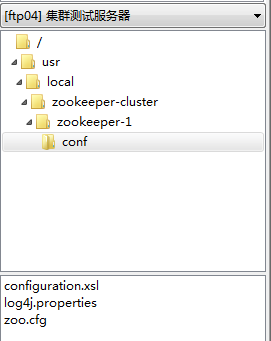 [ftp04] 集群测试服务器
/
usr
local
zookeeper-cluster
zookeeper-1
conf
configuration.xsl
log4j.properties
zoo.cfg